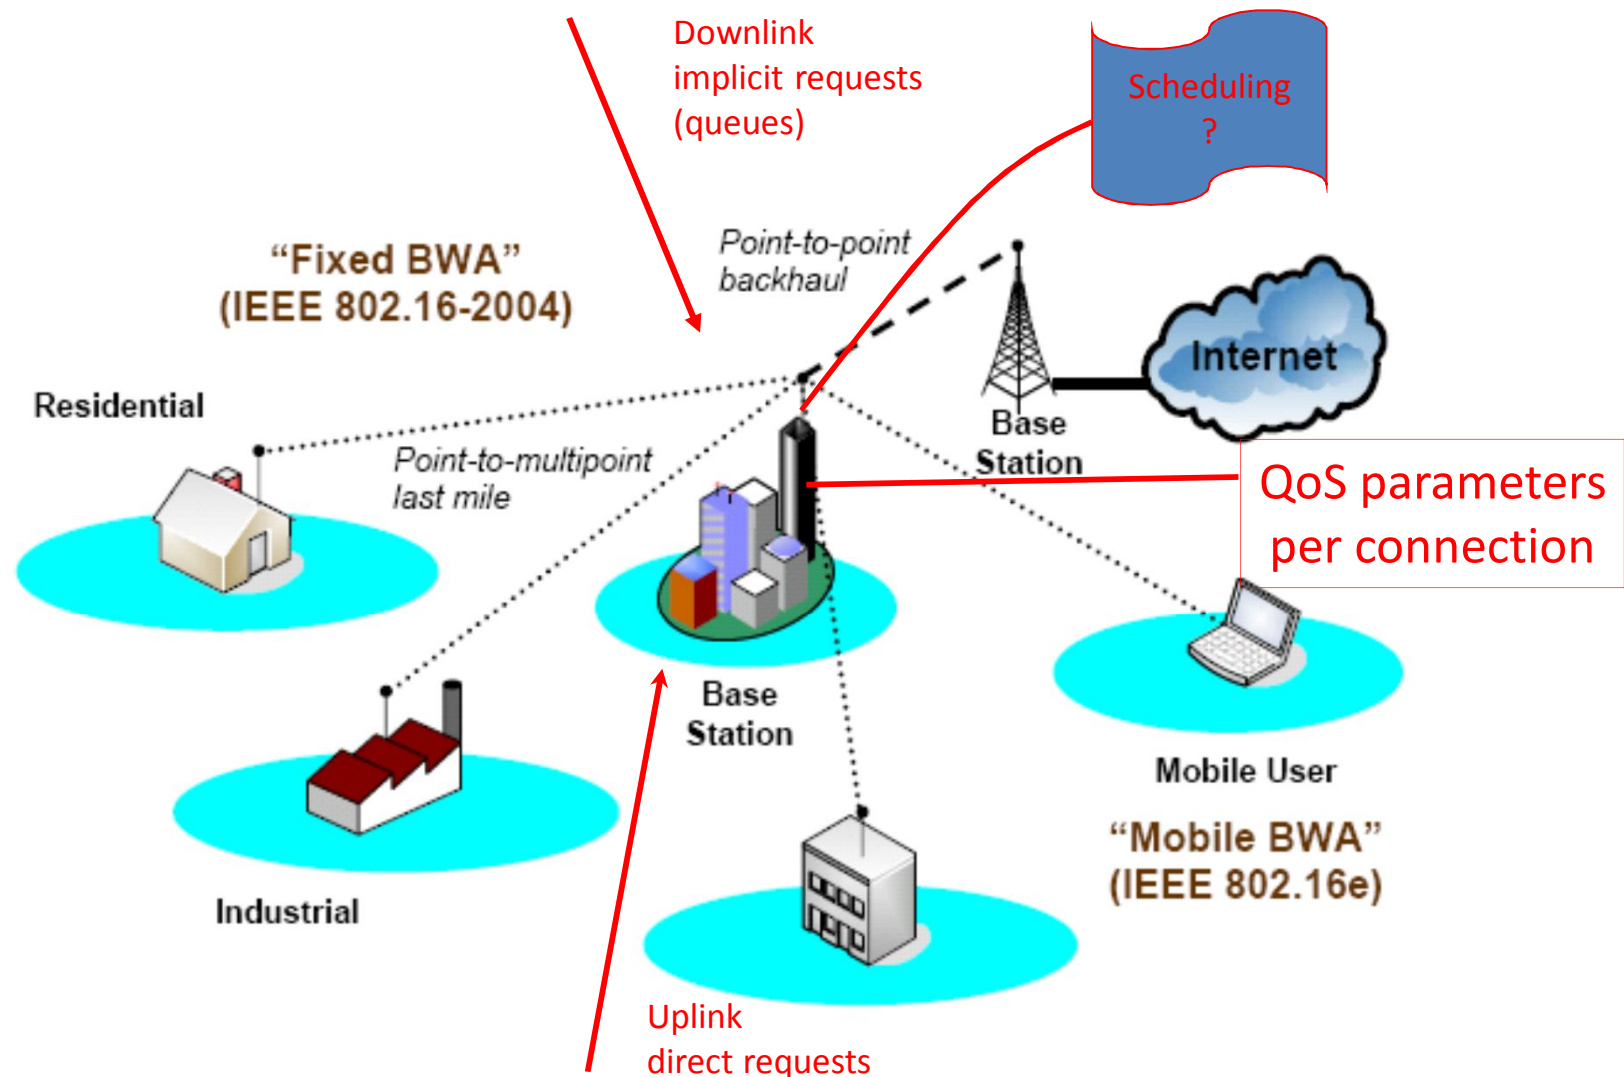 Downlink
implicit requests
(queues)
Scheduling
?
Point-to-point
backhaul
“Fixed BWA”
(IEEE 802.16-2004)
Internet
Residential
Base
Station
Point-to-multipoint
last mile
QoS parameters
per connection
Base
Station
Mobile User
“Mobile BWA”
(IEEE 802.16e)
Industrial
Uplink
direct requests